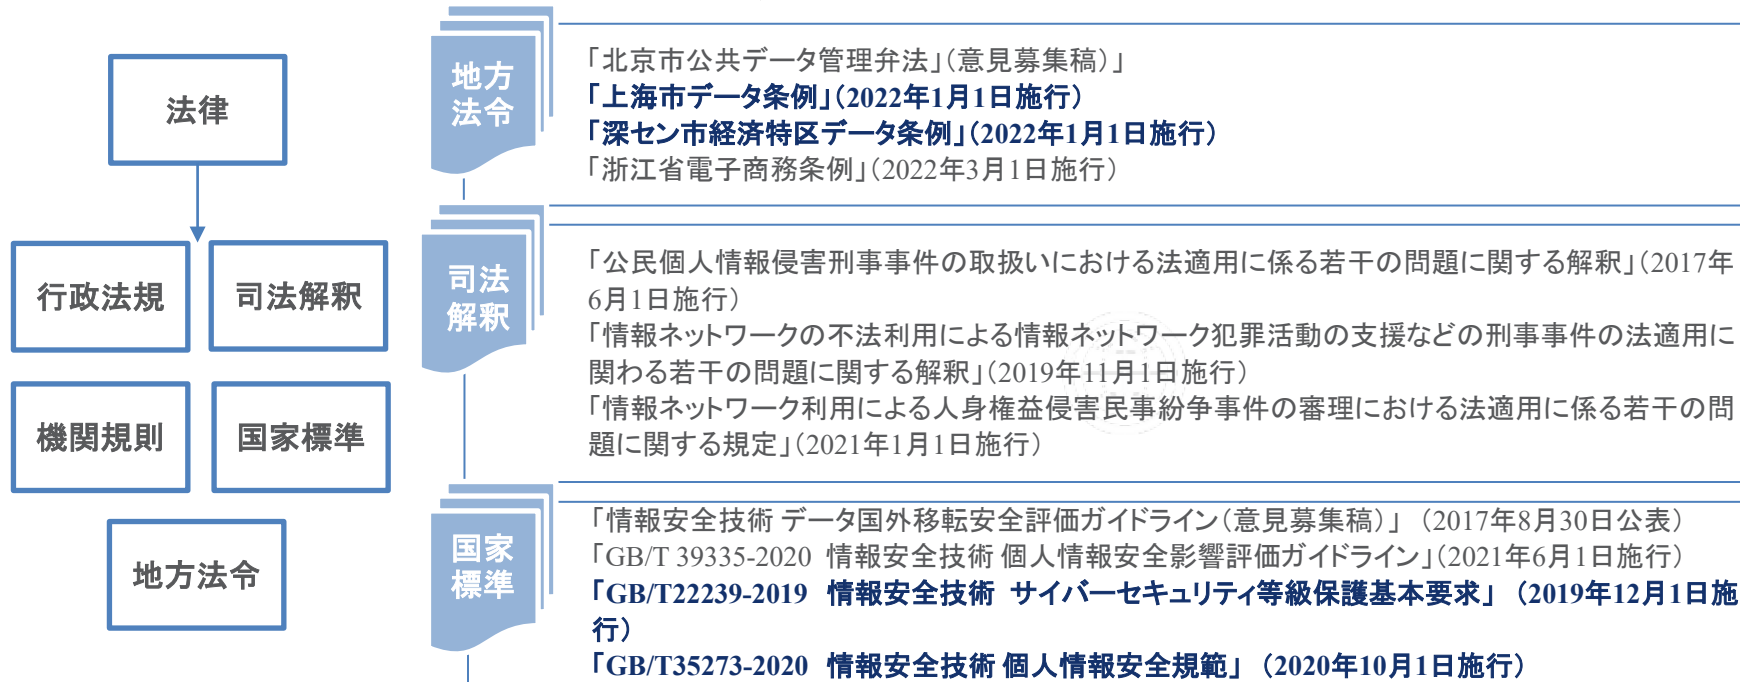 法律
行政法規
司法解釈
機関規則
国家標準
地方法令
地方
法令
「北京市公共データ管理弁法」(意見募集稿)」
「上海市データ条例」(2022年1月1日施行)
「深セン市経済特区データ条例」(2022年1月1日施行)
「浙江省電子商務条例」(2022年3月1日施行)
司法
解釈
「公民個人情報侵害刑事事件の取扱いにおける法適用に係る若干の問題に関する解釈」(2017年
6月1日施行)
「情報ネットワークの不法利用による情報ネットワーク犯罪活動の支援などの刑事事件の法適用に
関わる若干の問題に関する解釈」(2019年11月1日施行)
「情報ネットワーク利用による人身権益侵害民事紛争事件の審理における法適用に係る若干の問
題に関する規定」(2021年1月1日施行)
国家
標準
「情報安全技術 データ国外移転安全評価ガイドライン(意見募集稿)」 (2017年8月30日公表)
「GB/T 39335-2020 情報安全技術 個人情報安全影響評価ガイドライン」(2021年6月1日施行)
「GB/T22239-2019 情報安全技術 サイバーセキュリティ等級保護基本要求」 (2019年12月1日施
行)
「GB/T35273-2020 情報安全技術 個人情報安全規範」 (2020年10月1日施行)